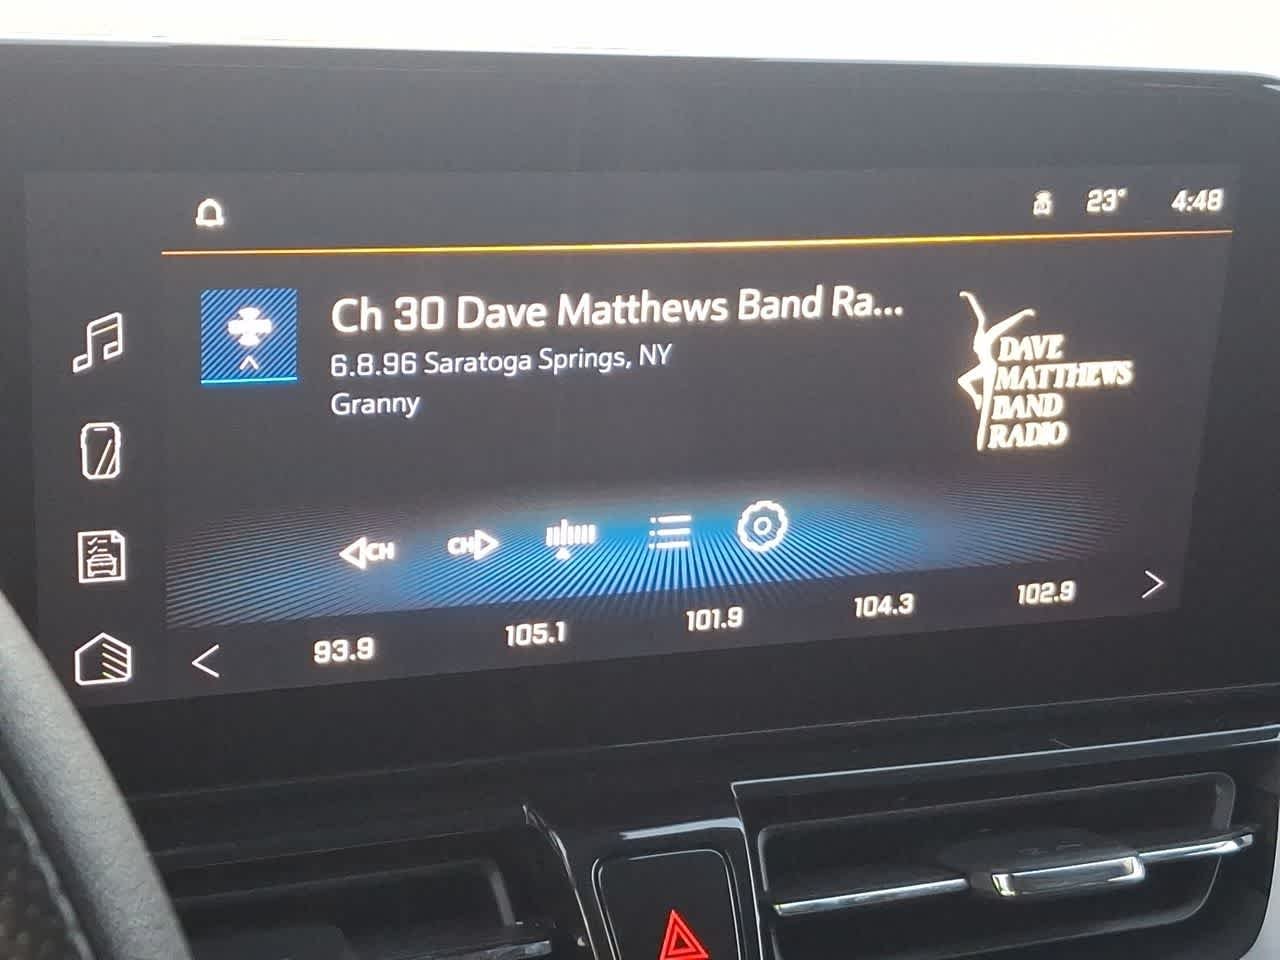 23° 4:48
Ch 30 Dave Matthews Band Ra...
6.8.96 Saratoga Springs, NY
Granny
DAVE
MATTHEWS
BAND
RADIO
CH CH
93.9 105.1 101.9 104.3 102.9